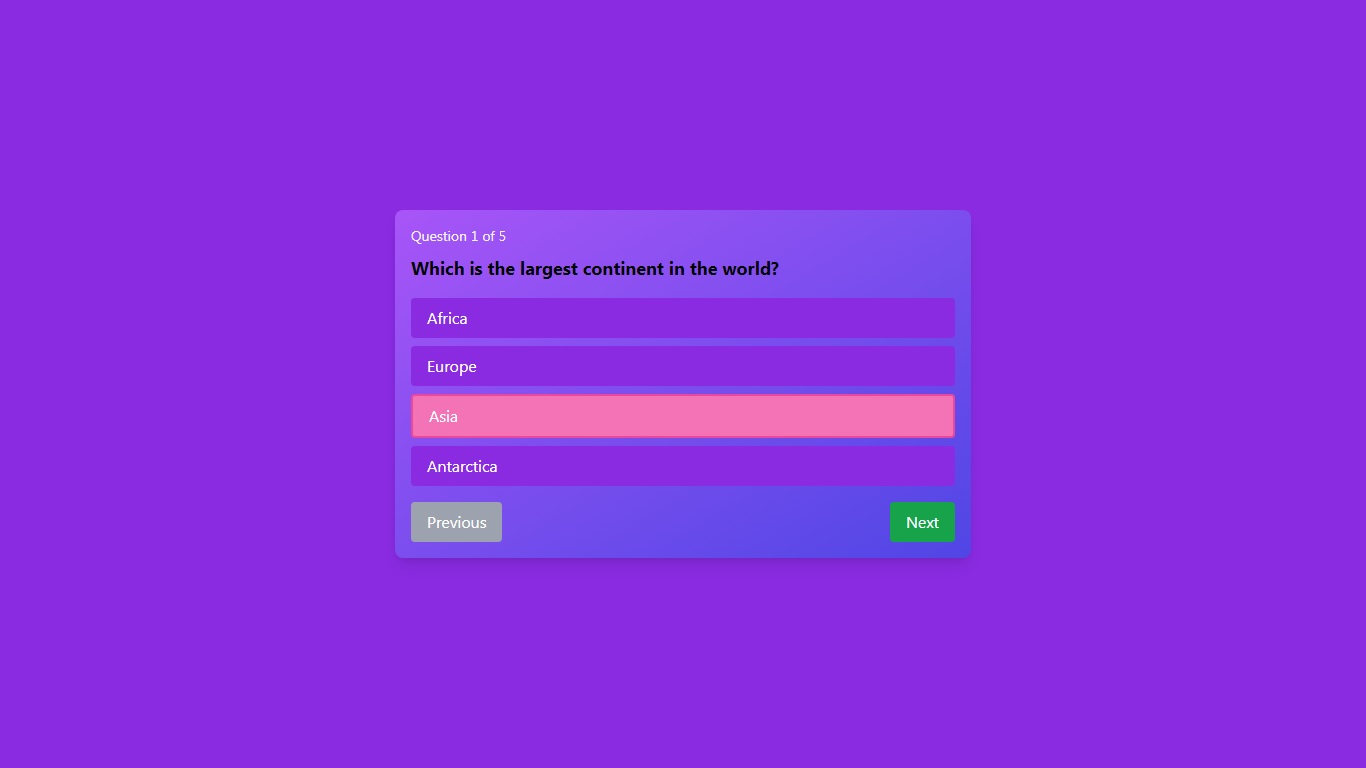 Question 1 of 5
Which is the largest continent in the world?
Africa
Europe
Asia
Antarctica
Previous
Next